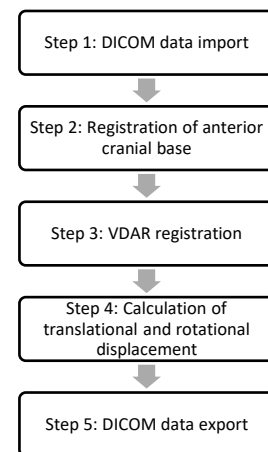 Step 1: DICOM data import
Step 2: Registration of anterior
cranial base
Step 3: VDAR registration
Step 4: Calculation of
translational and rotational
displacement
Step 5: DICOM data export